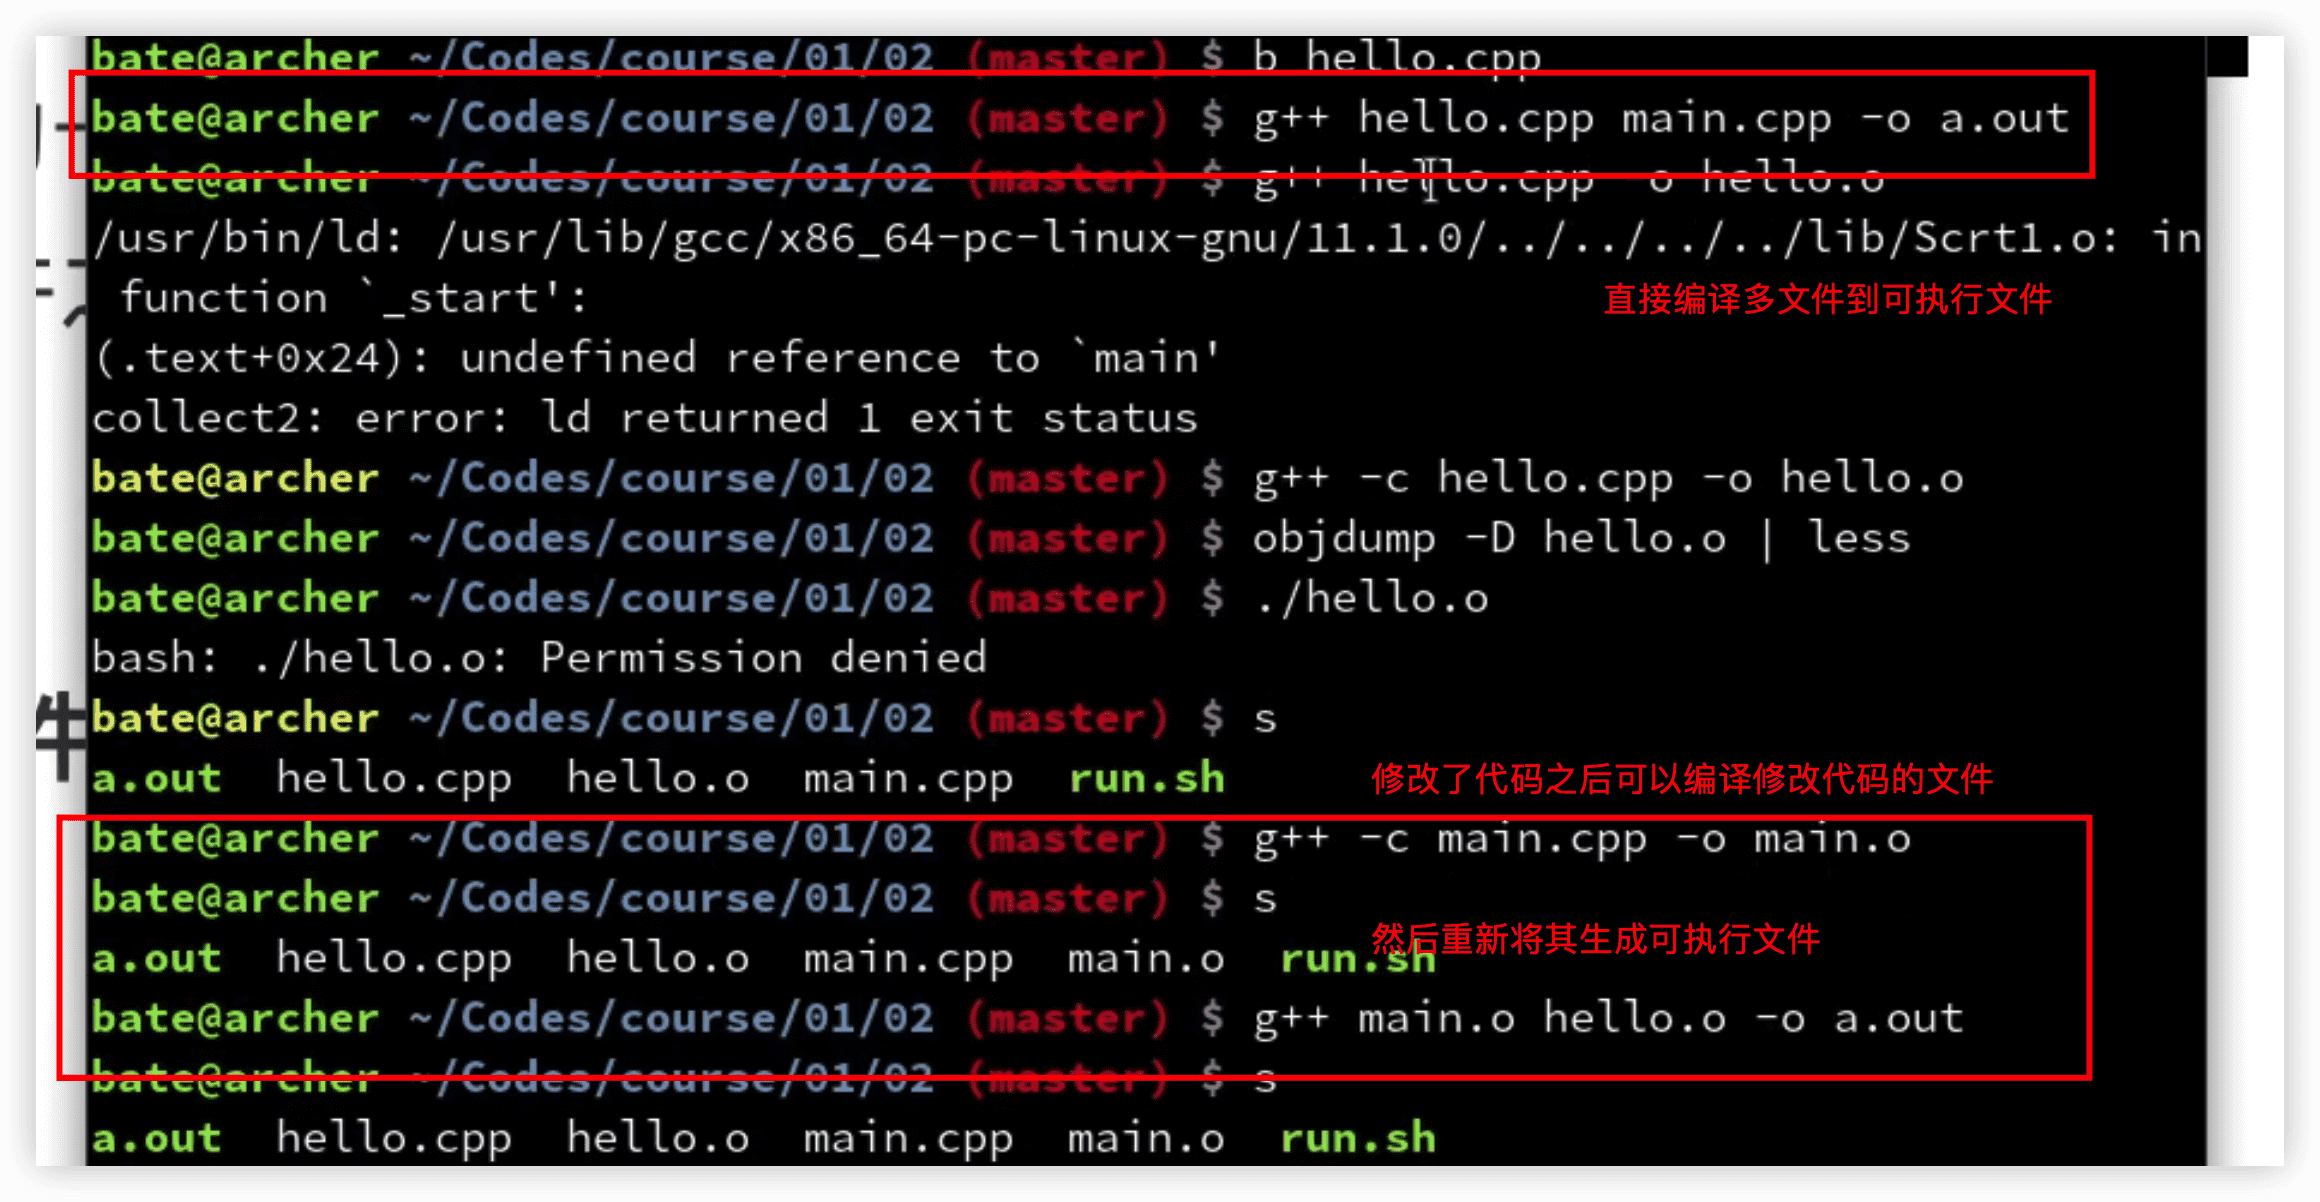 bate@archer ~/Codes/course/01/02 (master) $ b hello.cpp
bate@archer ~/Codes/course/01/02 (master) $ g++ hello.cpp main.cpp -o a.out
bate@archer ~/Codes/course/01/02 (master) $ g++ hello.cpp -o hello.o
/usr/bin/ld: /usr/lib/gcc/x86_64-pc-linux-gnu/11.1.0/../../../../lib/Scrt1.o: in
function `_start':
直接编译多文件到可执行文件
(.text+0x24): undefined reference to `main'
collect2: error: ld returned 1 exit status
bate@archer ~/Codes/course/01/02 (master) $ g++ -c hello.cpp -o hello.o
bate@archer ~/Codes/course/01/02 (master) $ objdump -D hello.o | less
bate@archer ~/Codes/course/01/02 (master) $ ./hello.o
bash: ./hello.o: Permission denied
件
bate@archer ~/Codes/course/01/02 (master) $ s
a.out hello.cpp hello.o main.cpp run.sh
修改了代码之后可以编译修改代码的文件
bate@archer ~/Codes/course/01/02 (master) $ g++ -c main.cpp -o main.o
bate@archer ~/Codes/course/01/02 (master) $ s
然后重新将其生成可执行文件
a.out hello.cpp hello.o main.cpp main.o run.sh
bate@archer ~/Codes/course/01/02 (master) $ g++ main.o hello.o -o a.out
bate@archer ~/Codes/course/01/02 (master) $ s
a.out hello.cpp hello.o main.cpp main.o run.sh